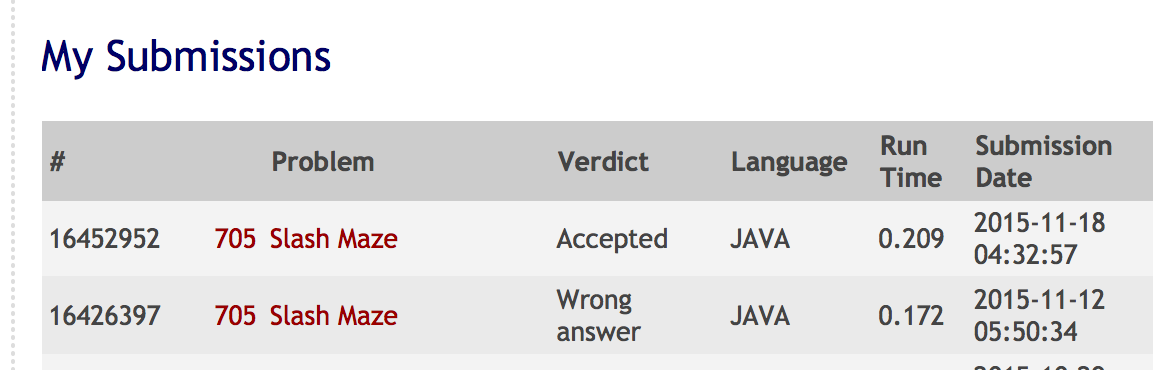 My Submissions
# Problem Verdict Language Run Time Submission Date
16452952 705 Slash Maze Accepted JAVA 0.209 2015-11-18 04:32:57
16426397 705 Slash Maze Wrong answer JAVA 0.172 2015-11-12 05:50:34